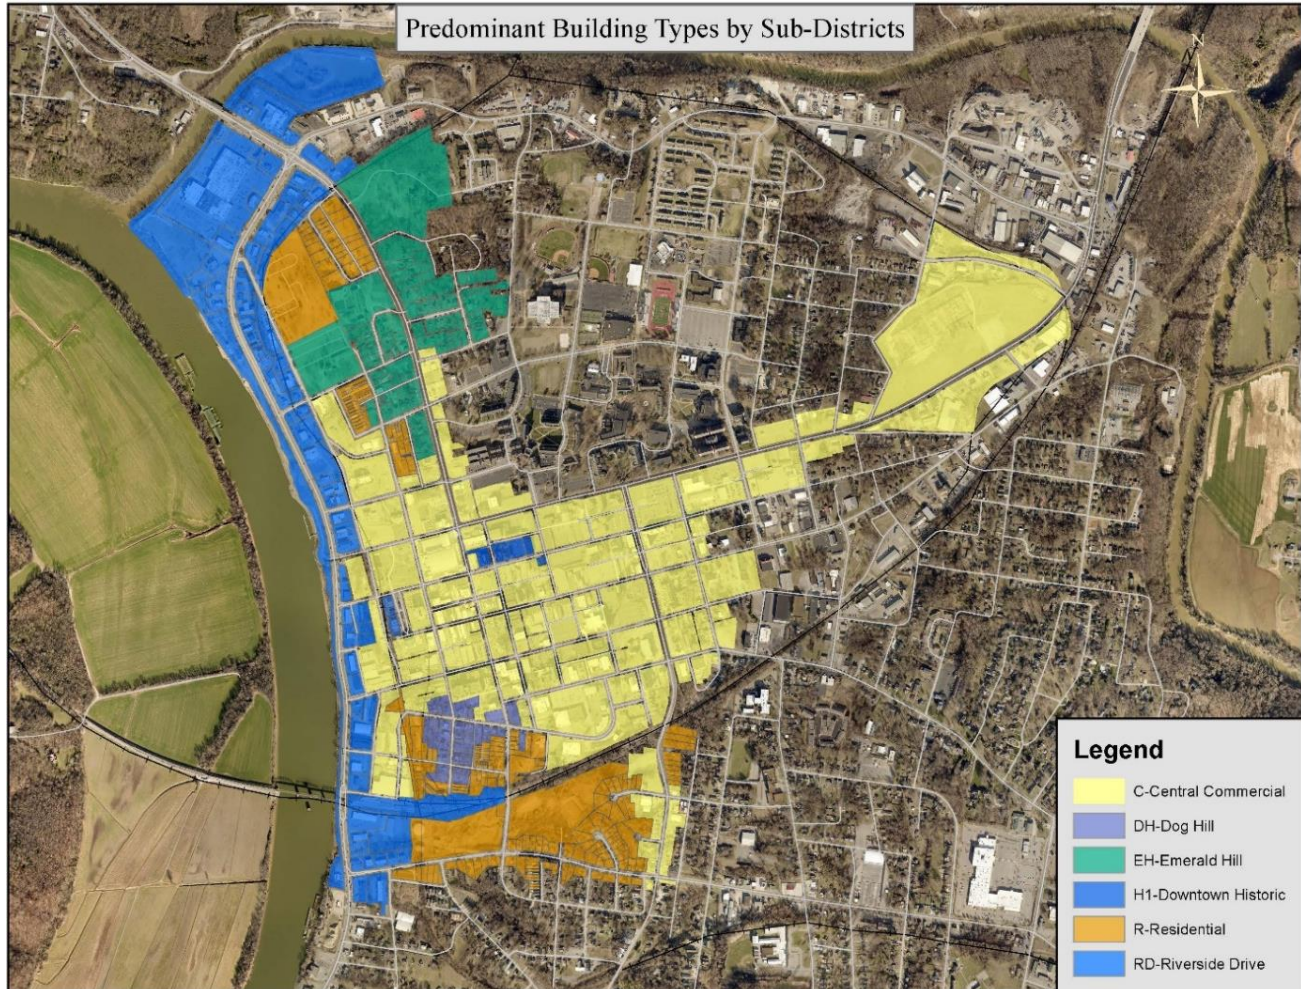 Predominant Building Types by Sub-Districts
N
Legend
C-Central Commercial
DH-Dog Hill
EH-Emerald Hill
H1-Downtown Historic
R-Residential
RD-Riverside Drive